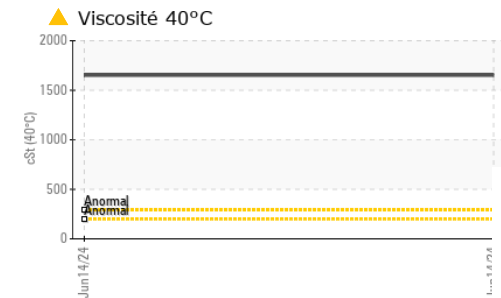 Viscosité 40°C
2000
1500
1000
500
0
cSt (40°C)
Anormal
Anormal
Jun14/24
Jun14/24